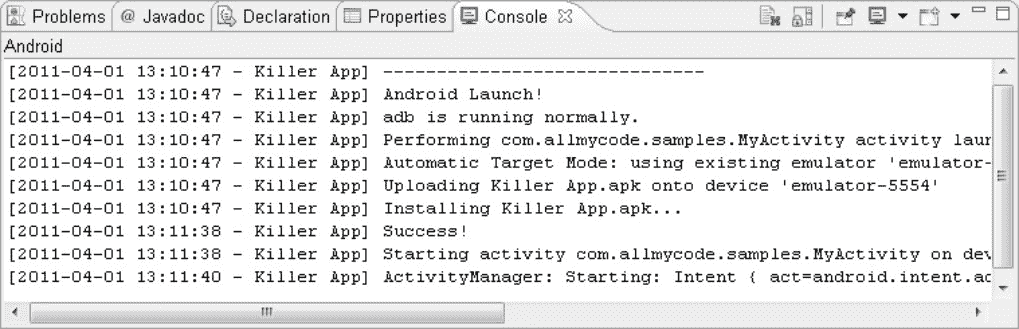 Problems @ Javadoc Declaration Properties Console
Android
[2011-04-01 13:10:47 - Killer App] ------------------------------
[2011-04-01 13:10:47 - Killer App] Android Launch!
[2011-04-01 13:10:47 - Killer App] adb is running normally.
[2011-04-01 13:10:47 - Killer App] Performing com.allmycode.samples.MyActivity activity laun
[2011-04-01 13:10:47 - Killer App] Automatic Target Mode: using existing emulator 'emulator-
[2011-04-01 13:10:47 - Killer App] Uploading Killer App.apk onto device 'emulator-5554'
[2011-04-01 13:10:47 - Killer App] Installing Killer App.apk...
[2011-04-01 13:11:38 - Killer App] Success!
[2011-04-01 13:11:38 - Killer App] Starting activity com.allmycode.samples.MyActivity on dev
[2011-04-01 13:11:40 - Killer App] ActivityManager: Starting: Intent { act=android.intent.ac